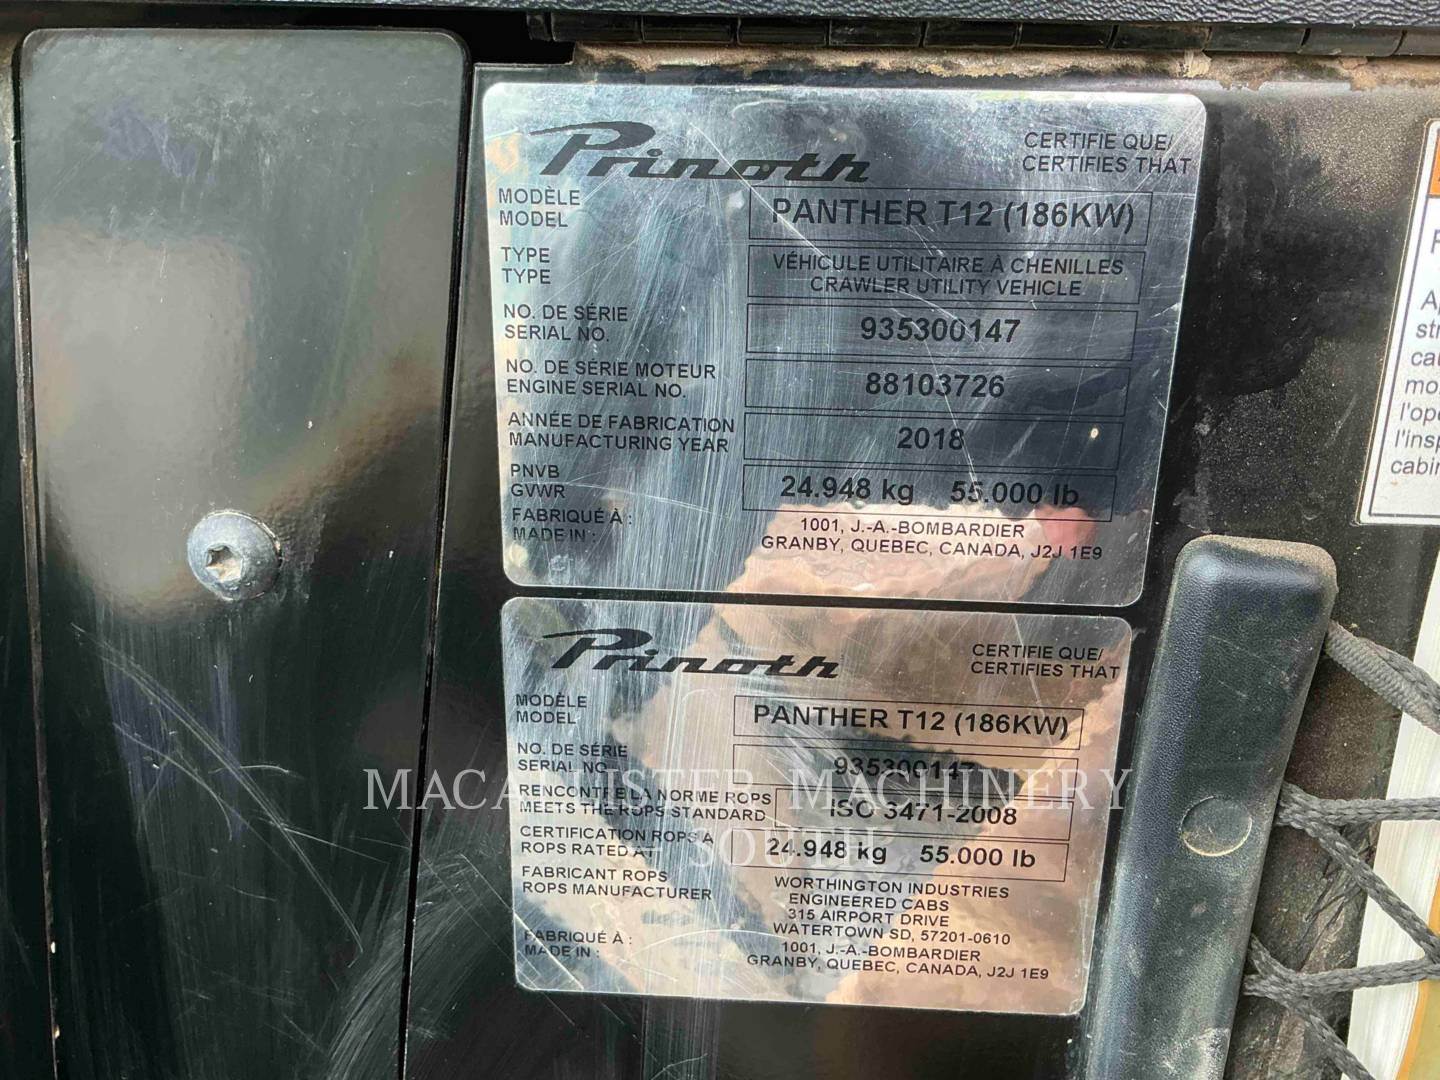 Prinoth
CERTIFIE QUE/
CERTIFIES THAT
MODÈLE
MODEL
PANTHER T12 (186KW)
TYPE
TYPE
VÉHICULE UTILITAIRE À CHENILLES
CRAWLER UTILITY VEHICLE
NO. DE SÉRIE
SERIAL NO.
935300147
NO. DE SÉRIE MOTEUR
ENGINE SERIAL NO.
88103726
ANNÉE DE FABRICATION
MANUFACTURING YEAR
2018
PNVB
GVWR
24.948 kg 55.000 lb
FABRIQUÉ À :
MADE IN :
1001, J.-A.-BOMBARDIER
GRANBY, QUEBEC, CANADA, J2J 1E9
Prinoth
CERTIFIE QUE/
CERTIFIES THAT
MODÈLE
MODEL
PANTHER T12 (186KW)
NO. DE SÉRIE
SERIAL NO.
935300147
MACALLISTER MACHINERY
SOUTH
RENCONTRE LA NORME ROPS
MEETS THE ROPS STANDARD
ISO 3471-2008
CERTIFICATION ROPS À
ROPS RATED AT
24.948 kg 55.000 lb
FABRICANT ROPS
ROPS MANUFACTURER
WORTHINGTON INDUSTRIES
ENGINEERED CABS
315 AIRPORT DRIVE
WATERTOWN SD, 57201-0610
FABRIQUÉ À :
MADE IN :
1001, J.-A.-BOMBARDIER
GRANBY, QUEBEC, CANADA, J2J 1E9
l'insp
cabin